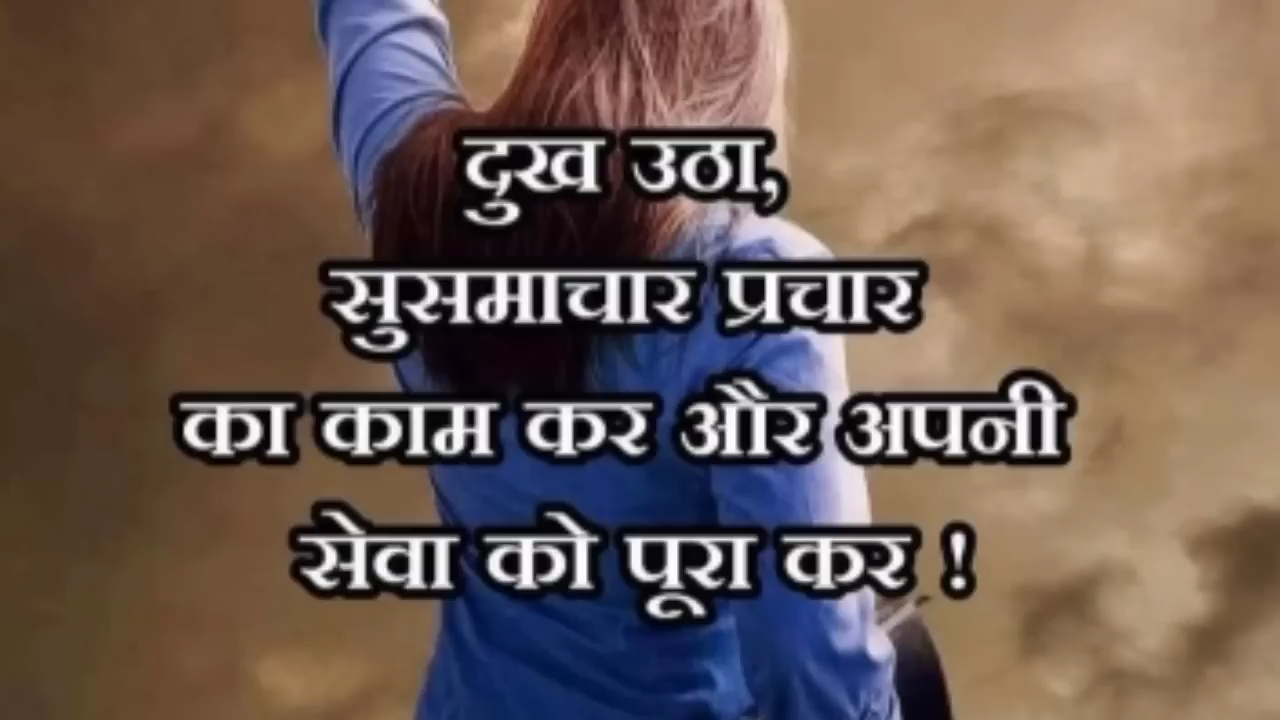 दुख उठा,
सुसमाचार प्रचार
का काम कर और अपनी
सेवा को पूरा कर !